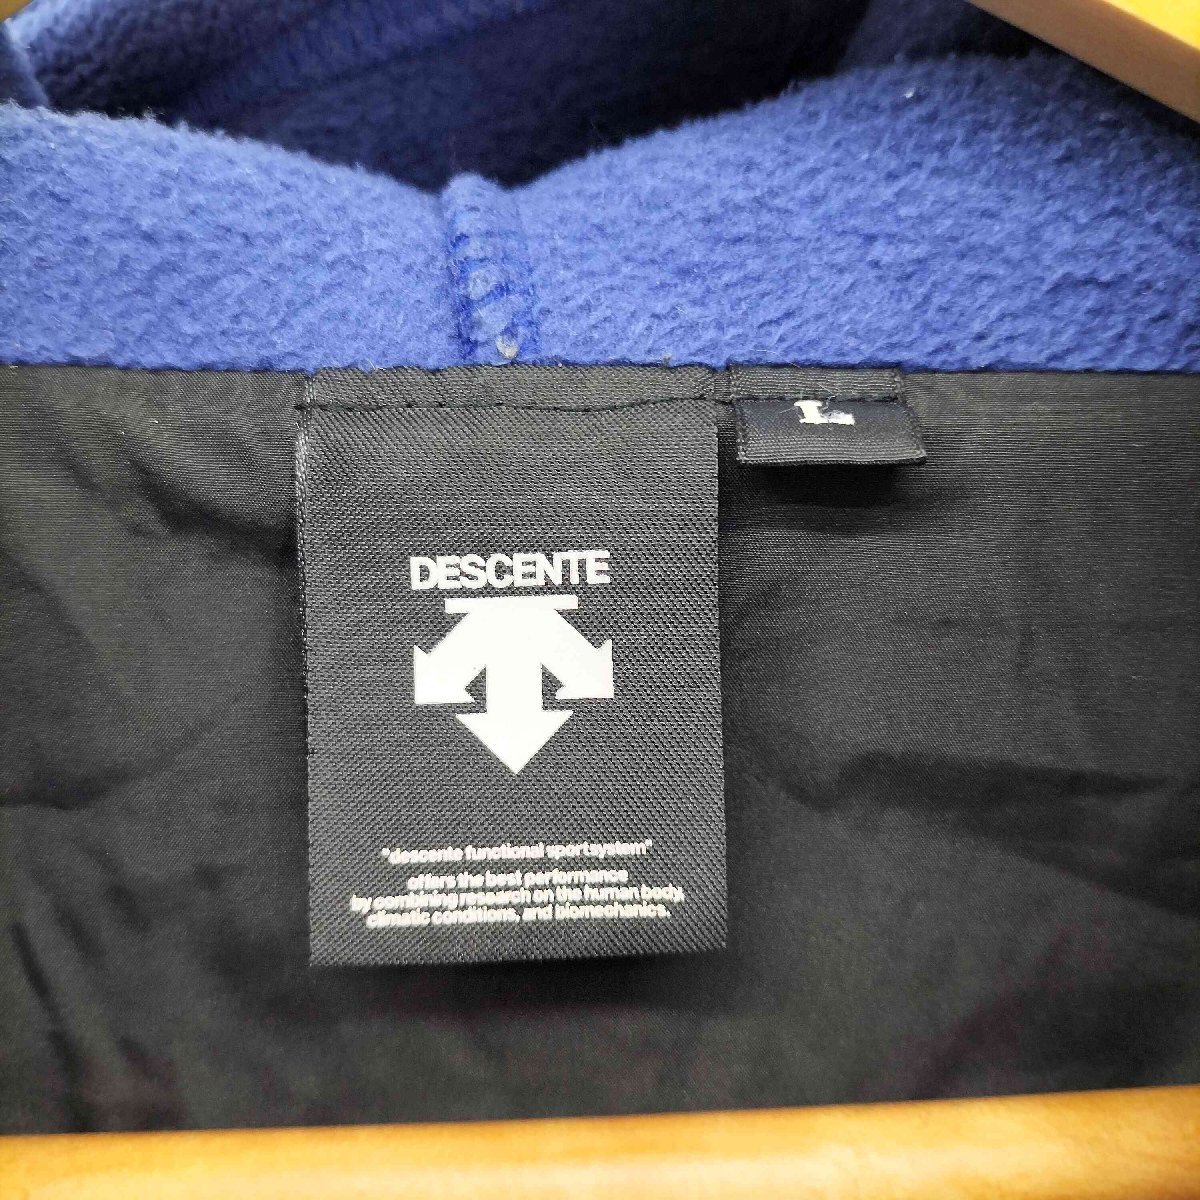 L
DESCENTE
"descente functional sportsystem"
offers the best performance
by combining research on the human body,
climatic conditions, and biomechanics.